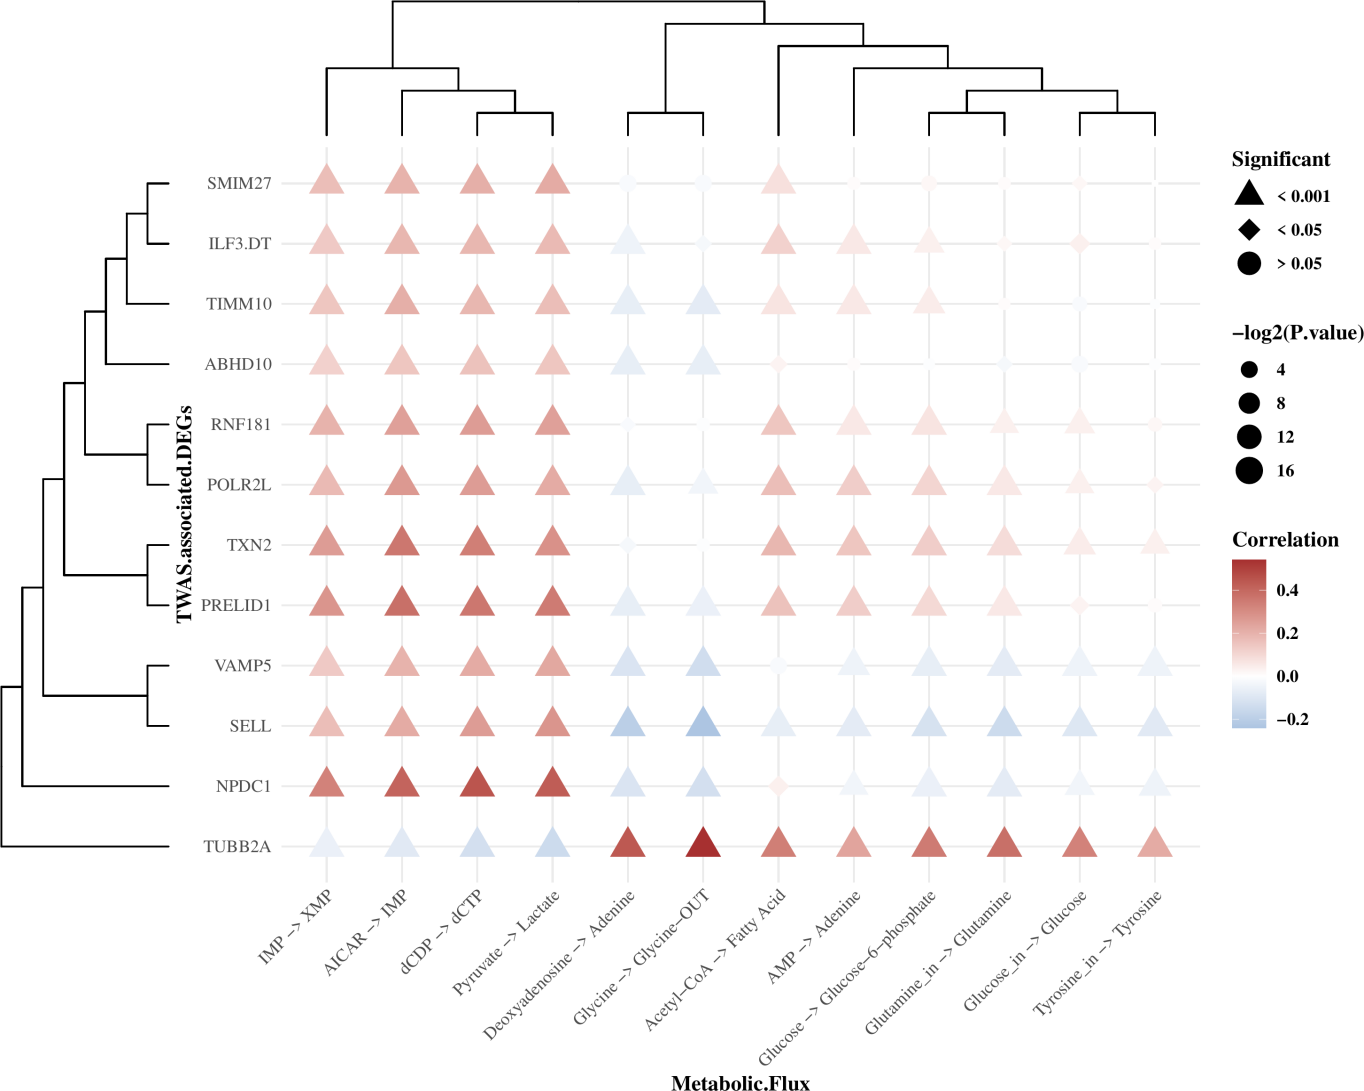 SMIM27
ILF3.DT
TIMM10
ABHD10
RNF181
POLR2L
TXN2
PRELID1
VAMP5
SELL
NPDC1
TUBB2A
TWAS.associated.DEGs
IMP −> XMP
AICAR −> IMP
dCDP −> dCTP
Pyruvate −> Lactate
Deoxyadenosine −> Adenine
Glycine −> Glycine−OUT
Acetyl−CoA −> Fatty Acid
AMP −> Adenine
Glucose −> Glucose−6−phosphate
Glutamine_in −> Glutamine
Glucose_in −> Glucose
Tyrosine_in −> Tyrosine
Metabolic.Flux
Significant
< 0.001
< 0.05
> 0.05
−log2(P.value)
4
8
12
16
Correlation
0.4
0.2
0.0
−0.2